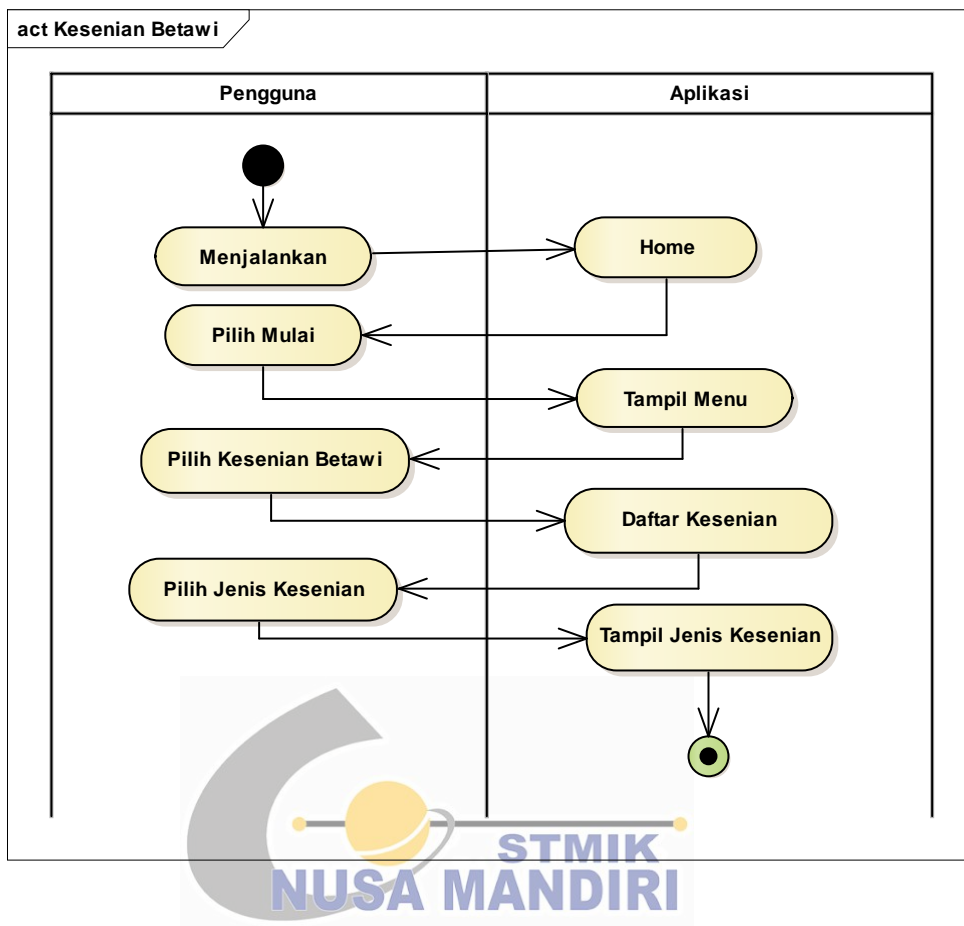 act Kesenian Betawi
Pengguna
Aplikasi
Menjalankan
Home
Pilih Mulai
Tampil Menu
Pilih Kesenian Betawi
Daftar Kesenian
Pilih Jenis Kesenian
Tampil Jenis Kesenian
STMIK
NUSA MANDIRI